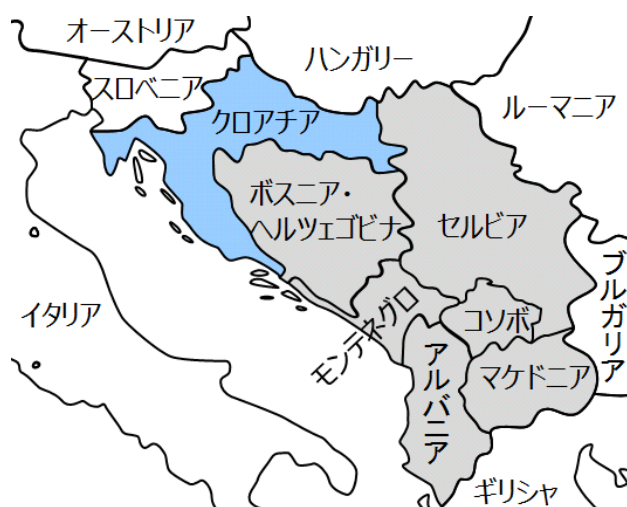 オーストリア
ハンガリー
スロベニア
ルーマニア
クロアチア
ボスニア・
ヘルツェゴビナ
セルビア
ブルガリア
イタリア
モンテネグロ
コソボ
アルバニア
マケドニア
ギリシャ